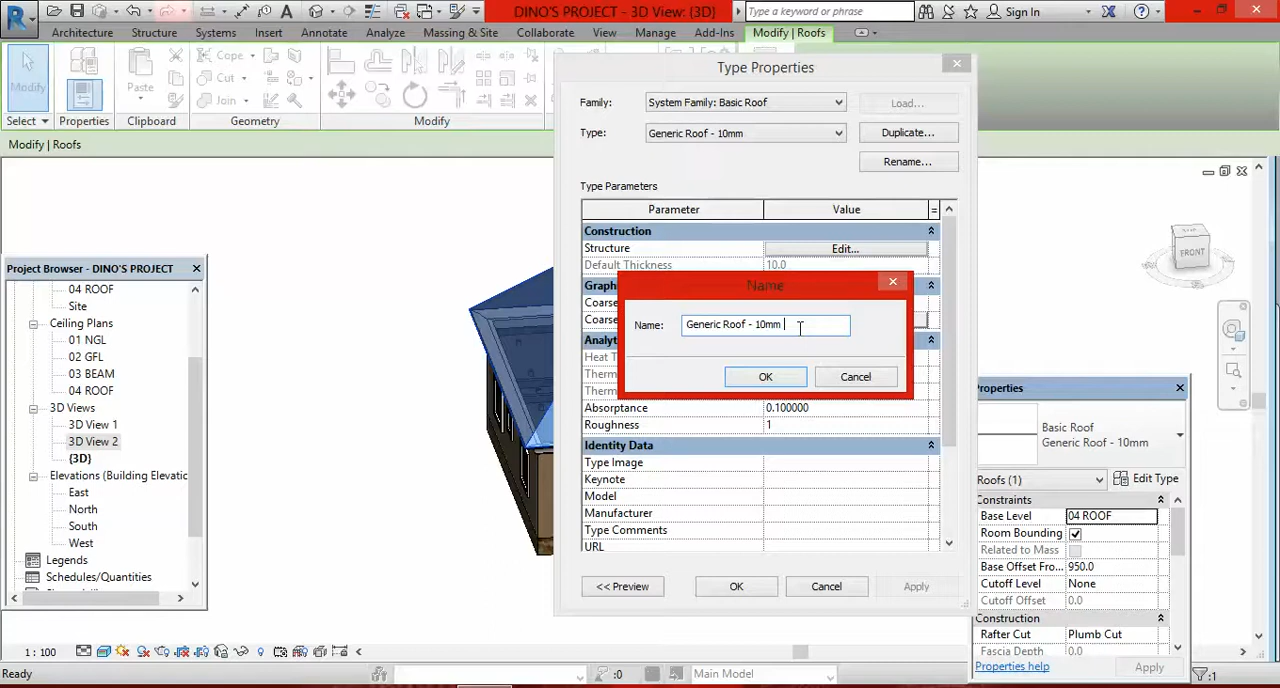 DINO'S PROJECT - 3D View: {3D}
Type a keyword or phrase
Sign In
Architecture Structure Systems Insert Annotate Analyze Massing & Site Collaborate View Manage Add-Ins Modify | Roofs
Modify
Paste
Cope
Cut
Join
Select
Properties
Clipboard
Geometry
Modify
Modify | Roofs
Type Properties
Family: System Family: Basic Roof Load...
Type: Generic Roof - 10mm Duplicate...
Rename...
Type Parameters
Parameter Value =
Construction
Structure Edit...
Default Thickness 10.0
Graph
Coarse
Coarse
Analyt
Heat T
Therm
Therm
Absorptance 0.100000
Roughness 1
Identity Data
Type Image
Keynote
Model
Manufacturer
Type Comments
URL
<< Preview OK Cancel Apply
Name
Name: Generic Roof - 10mm
OK Cancel
Project Browser - DINO'S PROJECT
04 ROOF
Site
Ceiling Plans
01 NGL
02 GFL
03 BEAM
04 ROOF
3D Views
3D View 1
3D View 2
{3D}
Elevations (Building Elevatio
East
North
South
West
Legends
Schedules/Quantities
FRONT
Properties
Basic Roof
Generic Roof - 10mm
Roofs (1) Edit Type
Constraints
Base Level 04 ROOF
Room Bounding
Related to Mass
Base Offset Fro... 950.0
Cutoff Level None
Cutoff Offset 0.0
Construction
Rafter Cut Plumb Cut
Fascia Depth 0.0
Properties help Apply
1 : 100
Ready
:0
Main Model
:1